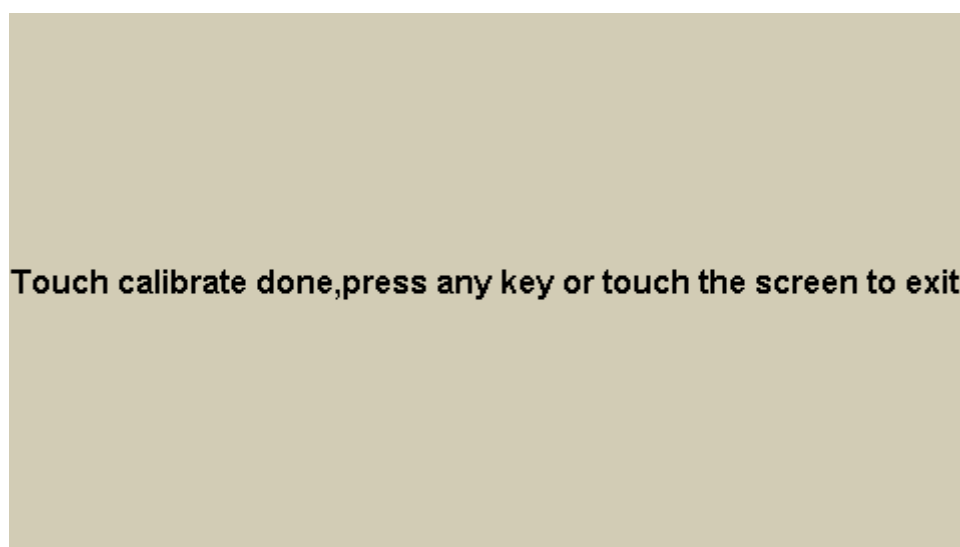 Touch calibrate done,press any key or touch the screen to exit